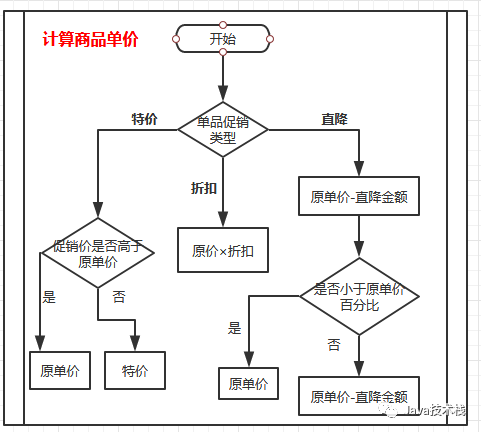 计算商品单价
开始
单品促销
类型
特价
折扣
直降
促销价是否高于
原单价
是
否
原单价
特价
原价×折扣
原单价-直降金额
是否小于原单价
百分比
是
否
原单价
原单价-直降金额
Java技术栈